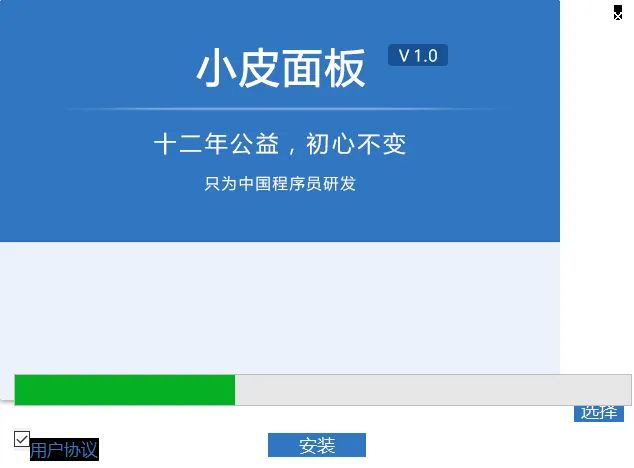 小皮面板 V 1.0
十二年公益，初心不变
只为中国程序员研发
选择
用户协议
安装